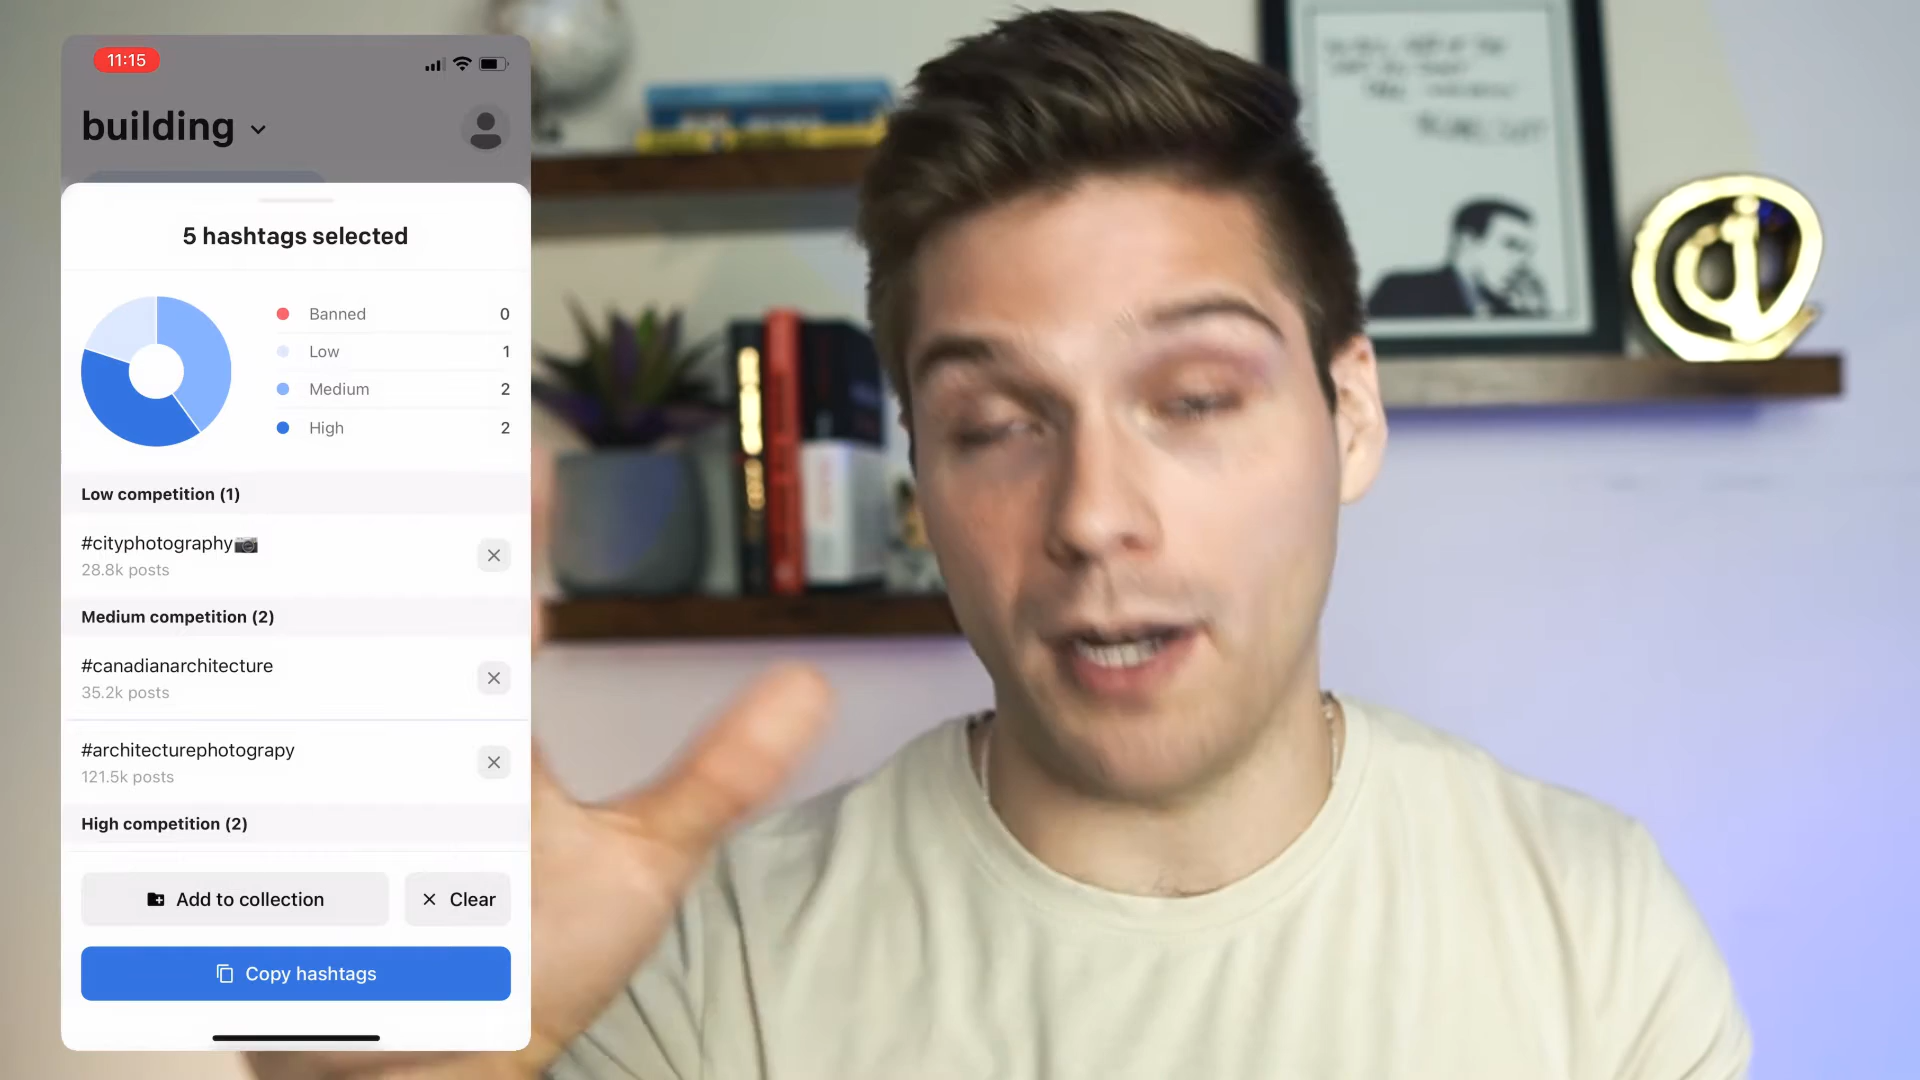 11:15
building
5 hashtags selected
Banned 0
Low 1
Medium 2
High 2
Low competition (1)
#cityphotography📷
28.8k posts
Medium competition (2)
#canadianarchitecture
35.2k posts
#architecturephotograpy
121.5k posts
High competition (2)
Add to collection
Clear
Copy hashtags